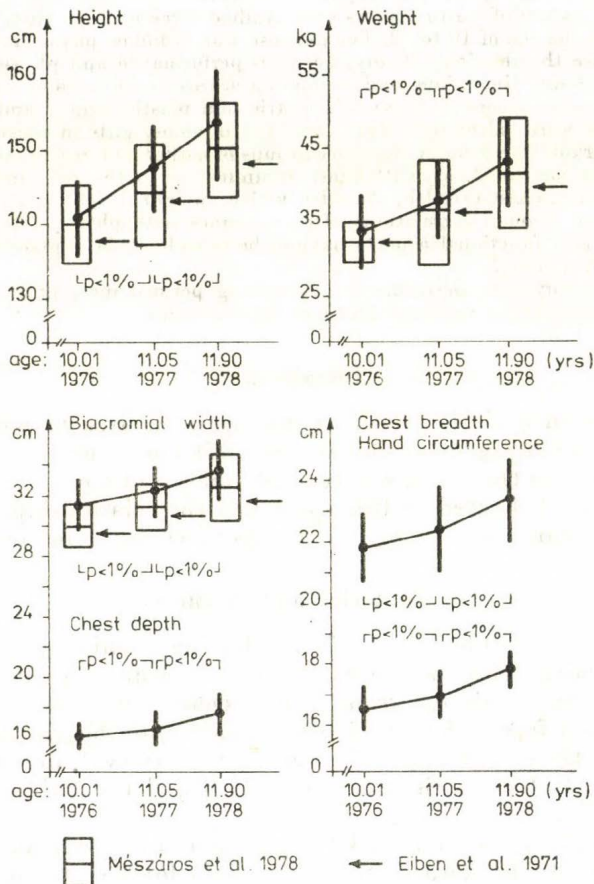 Height
cm
160
150
140
130
0
└p<1%┘└p<1%┘
age:
10.01 11.05 11.90
1976 1977 1978
Weight
kg
55
45
35
25
0
┌p<1%┐┌p<1%┐
10.01 11.05 11.90 (yrs)
1976 1977 1978
Biacromial width
cm
32
28
24
20
16
0
└p<1%┘└p<1%┘
Chest depth
┌p<1%┐┌p<1%┐
age:
10.01 11.05 11.90
1976 1977 1978
Chest breadth
Hand circumference
cm
24
22
20
18
16
0
└p<1%┘└p<1%┘
┌p<1%┐┌p<1%┐
10.01 11.05 11.90 (yrs)
1976 1977 1978
Mészáros et al. 1978
Eiben et al. 1971